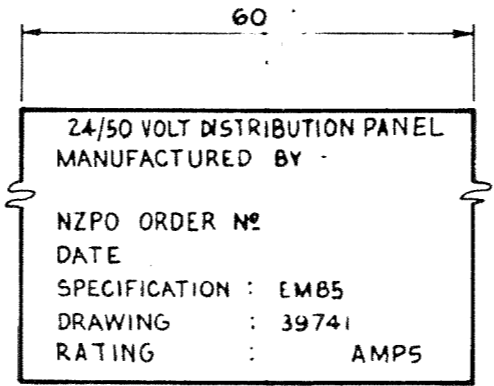 60
24/50 VOLT DISTRIBUTION PANEL
MANUFACTURED BY
NZPO ORDER Nº
DATE
SPECIFICATION : EM85
DRAWING : 39741
RATING : AMPS